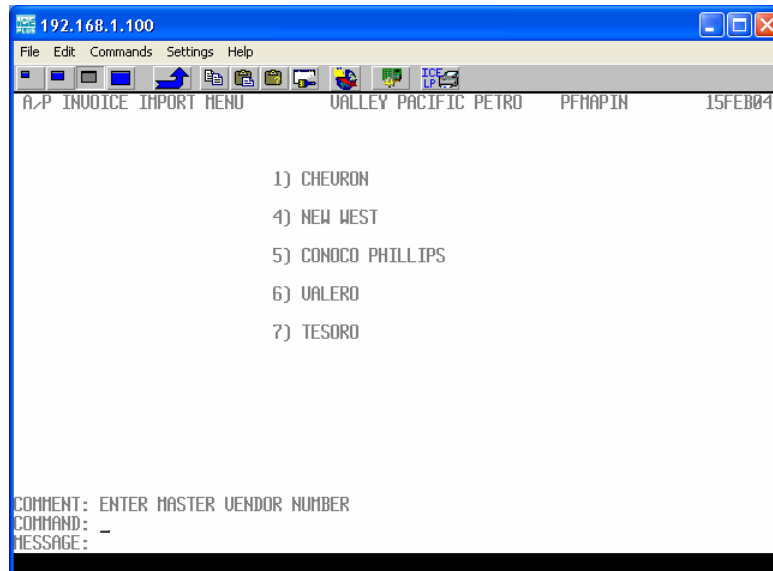 192.168.1.100
File Edit Commands Settings Help
ICE LP
A/P INVOICE IMPORT MENU VALLEY PACIFIC PETRO PFMAPIN 15FEB04
1) CHEVRON
4) NEW WEST
5) CONOCO PHILLIPS
6) VALERO
7) TESORO
COMMENT: ENTER MASTER VENDOR NUMBER
COMMAND: _
MESSAGE: